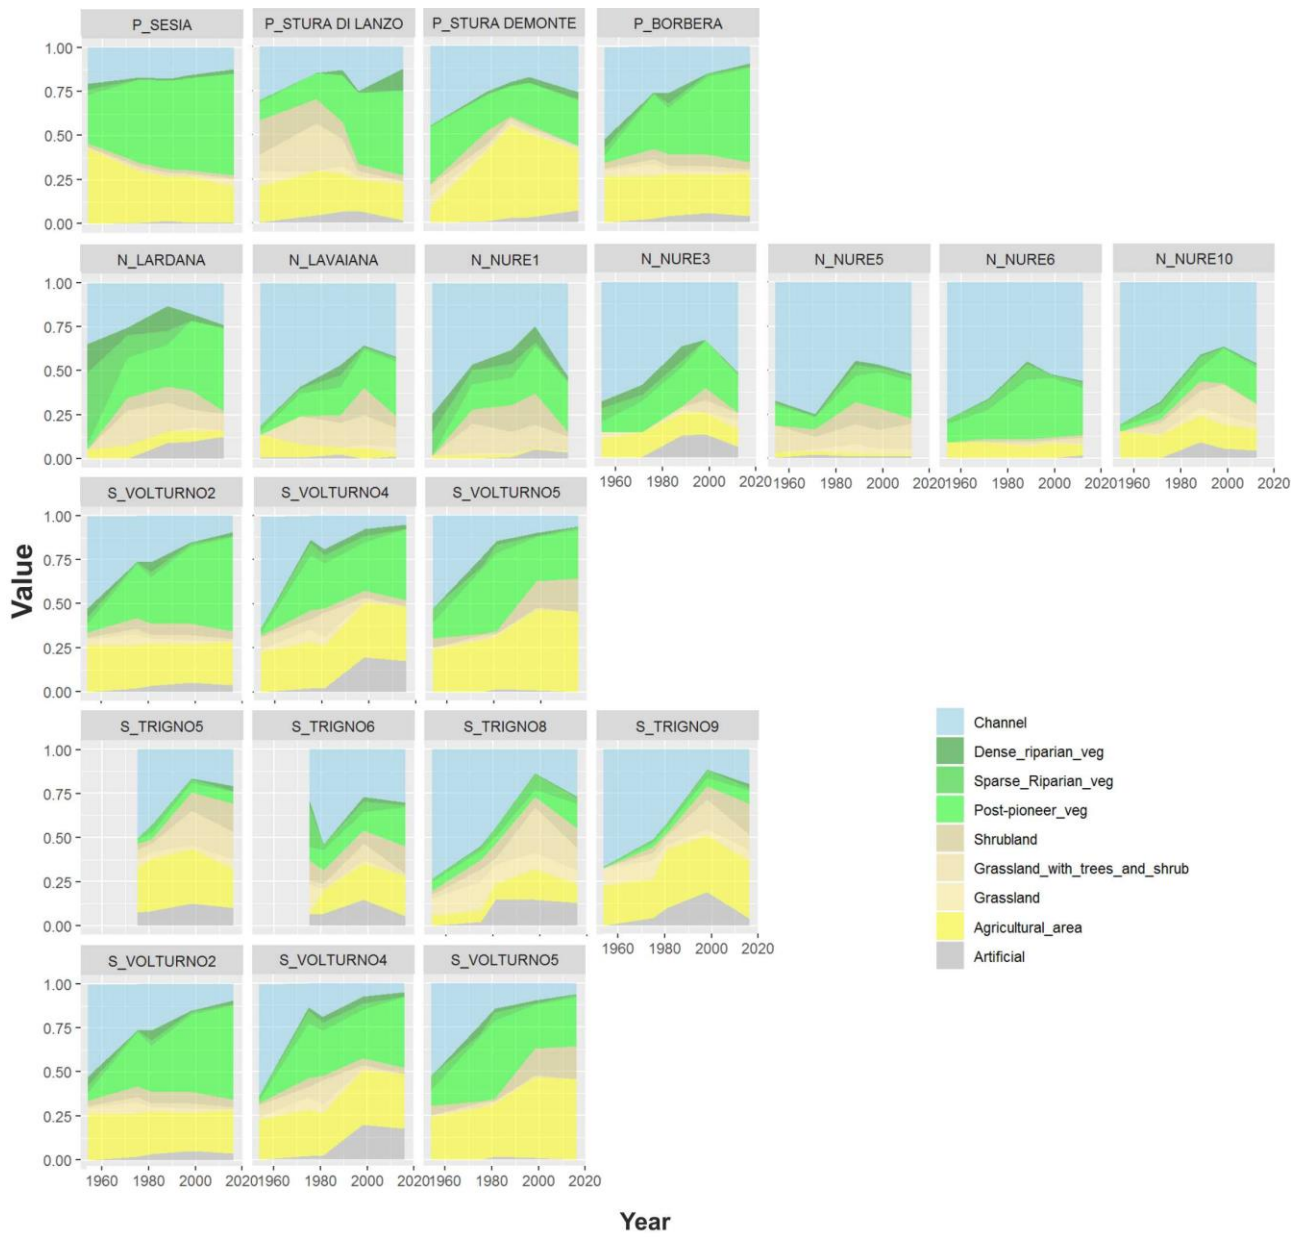 P_SESIA P_STURA DI LANZO P_STURA DEMONTE P_BORBERA
1.00
0.75
0.50
0.25
0.00
N_LARDANA N_LAVAIANA N_NURE1 N_NURE3 N_NURE5 N_NURE6 N_NURE10
1.00
0.75
0.50
0.25
0.00
1960 1980 2000 2020 1960 1980 2000 2020 1960 1980 2000 2020 1960 1980 2000 2020
S_VOLTURNO2 S_VOLTURNO4 S_VOLTURNO5
1.00
0.75
0.50
0.25
0.00
Value
S_TRIGNO5 S_TRIGNO6 S_TRIGNO8 S_TRIGNO9
1.00
0.75
0.50
0.25
0.00
1960 1980 2000 2020
Channel
Dense_riparian_veg
Sparse_Riparian_veg
Post-pioneer_veg
Shrubland
Grassland_with_trees_and_shrub
Grassland
Agricultural_area
Artificial
S_VOLTURNO2 S_VOLTURNO4 S_VOLTURNO5
1.00
0.75
0.50
0.25
0.00
1960 1980 2000 2020 1960 1980 2000 2020 1960 1980 2000 2020
Year